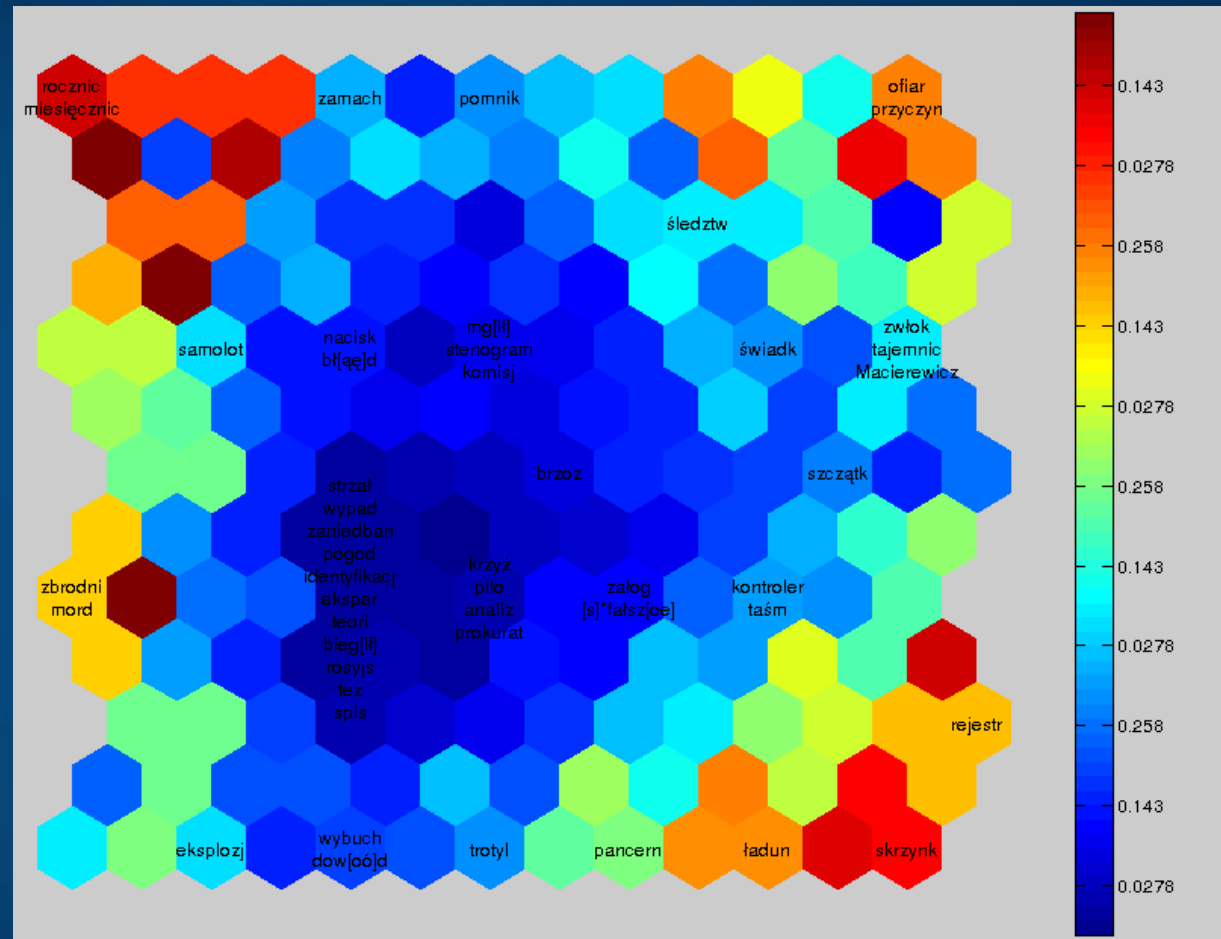 rocznic
miesięcznic
zamach
pomnik
ofiar
przyczyn
śledztw
samolot
nacisk
bł[ąę]d
mg[lł]
stenogram
komisj
świadk
zwłok
tajemnic
Macierewicz
brzoz
szczątk
strzał
wypad
zaniedban
pogod
identyfikacj
eksper
teori
bieg[lł]
rosyjs
tez
spis
krzyż
pilo
analiz
prokurat
zbrodni
mord
załog
[s]*fałsz[oe]
kontroler
taśm
rejestr
eksplozj
wybuch
dow[oó]d
trotyl
pancern
ładun
skrzynk
0.143
0.0278
0.258
0.143
0.0278
0.258
0.143
0.0278
0.258
0.143
0.0278